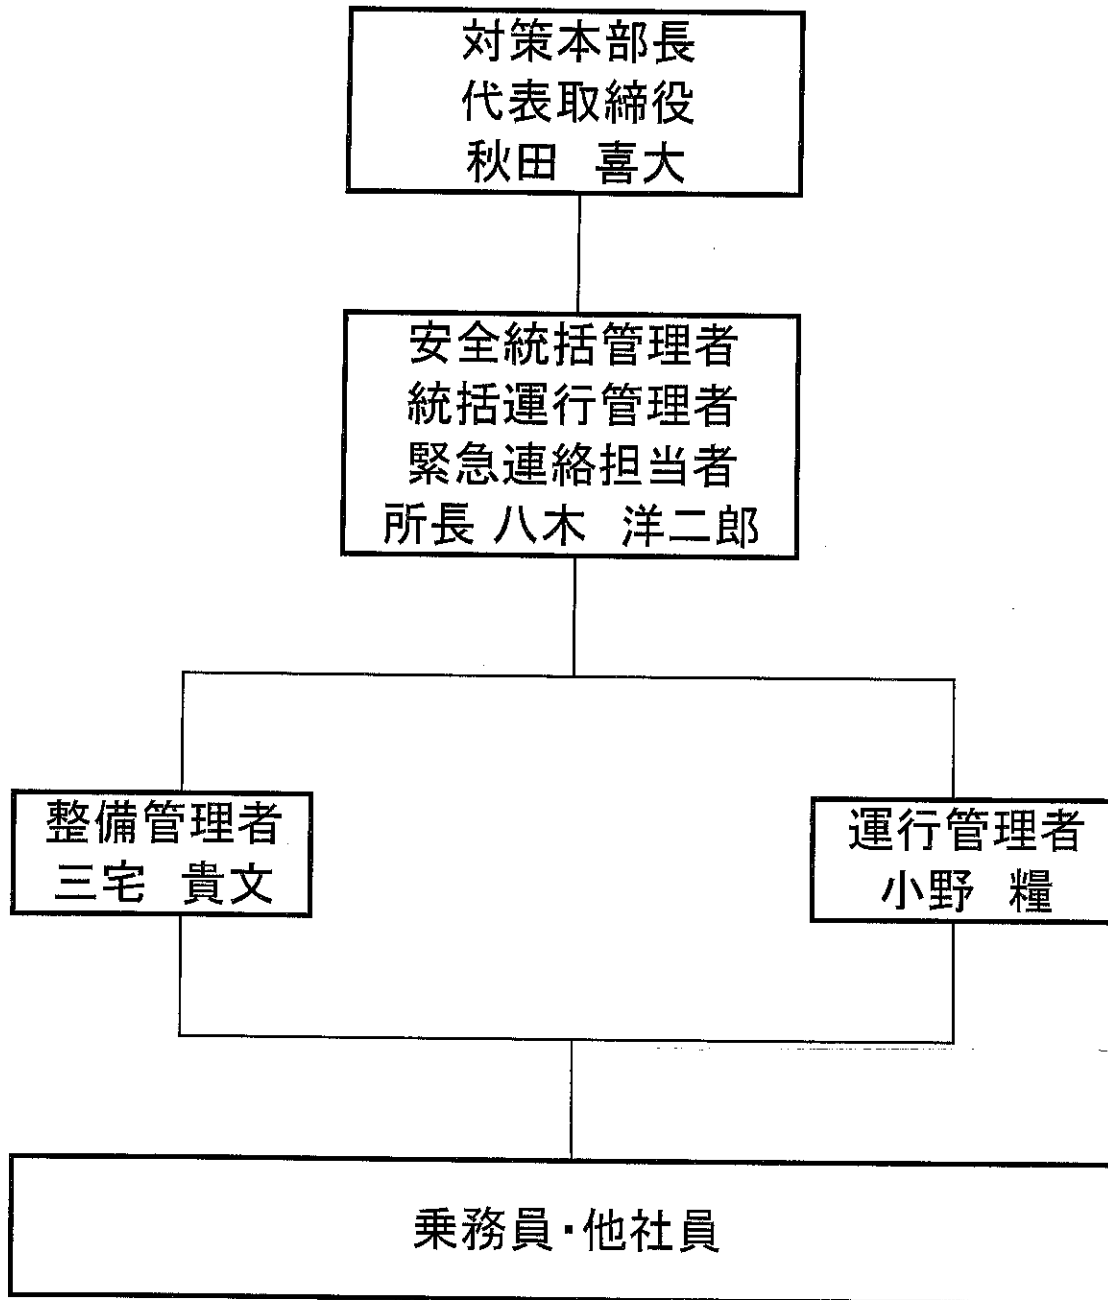 対策本部長
代表取締役
秋田 喜大
安全統括管理者
統括運行管理者
緊急連絡担当者
所長 八木 洋二郎
整備管理者
三宅 貴文
運行管理者
小野 糧
乗務員・他社員